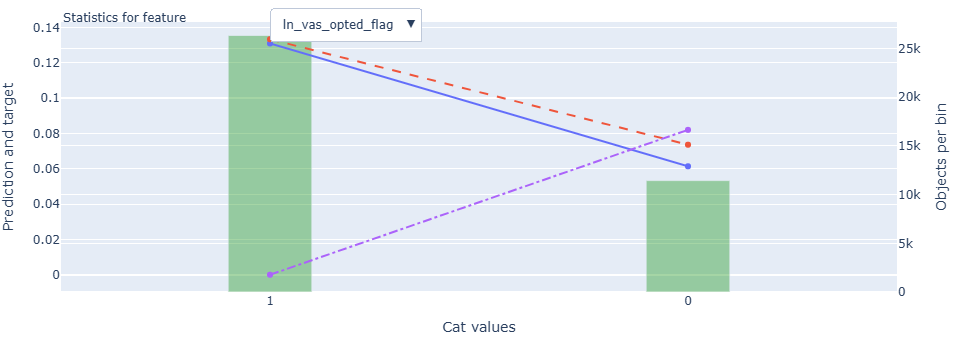 Statistics for feature
In_vas_opted_flag ▼
Prediction and target
0.14
0.12
0.1
0.08
0.06
0.04
0.02
0
25k
20k
15k
10k
5k
0
Objects per bin
1
0
Cat values